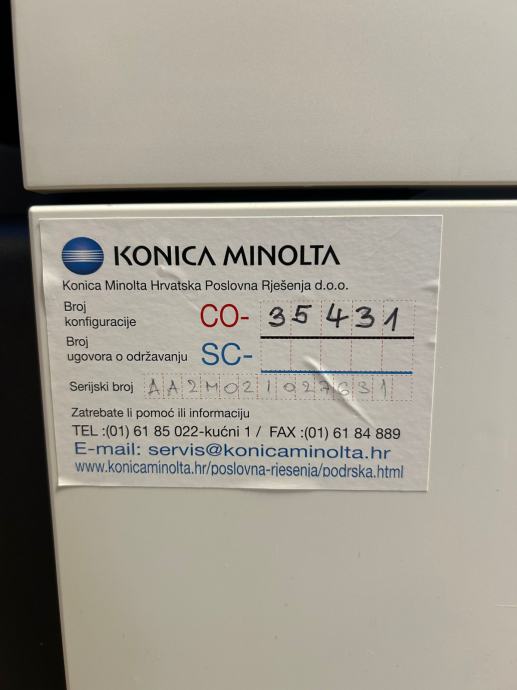 KONICA MINOLTA
Konica Minolta Hrvatska Poslovna Rješenja d.o.o.
Broj konfiguracije CO- 35431
Broj ugovora o održavanju SC-
Serijski broj AA2M021027631
Zatrebate li pomoć ili informaciju
TEL :(01) 61 85 022-kućni 1 / FAX :(01) 61 84 889
E-mail: servis@konicaminolta.hr
www.konicaminolta.hr/poslovna-rjesenja/podrska.html